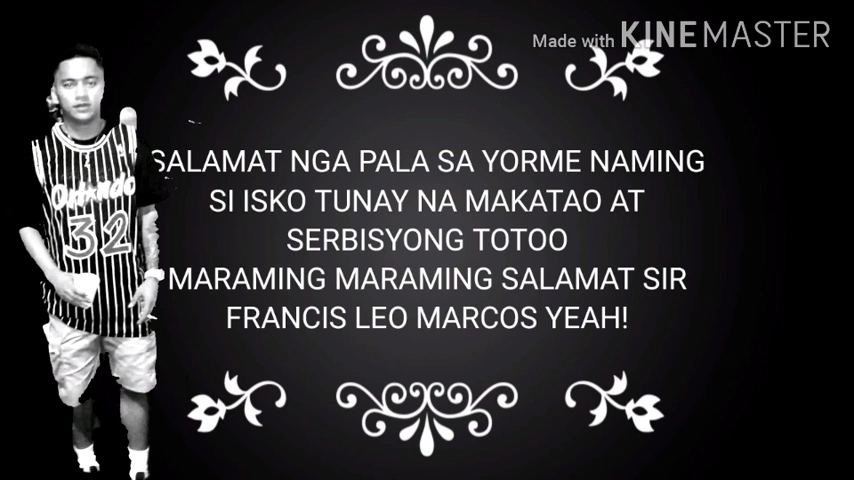 Made with KINEMASTER
SALAMAT NGA PALA SA YORME NAMING
SI ISKO TUNAY NA MAKATAO AT
SERBISYONG TOTOO
MARAMING MARAMING SALAMAT SIR
FRANCIS LEO MARCOS YEAH!
Orlando
32